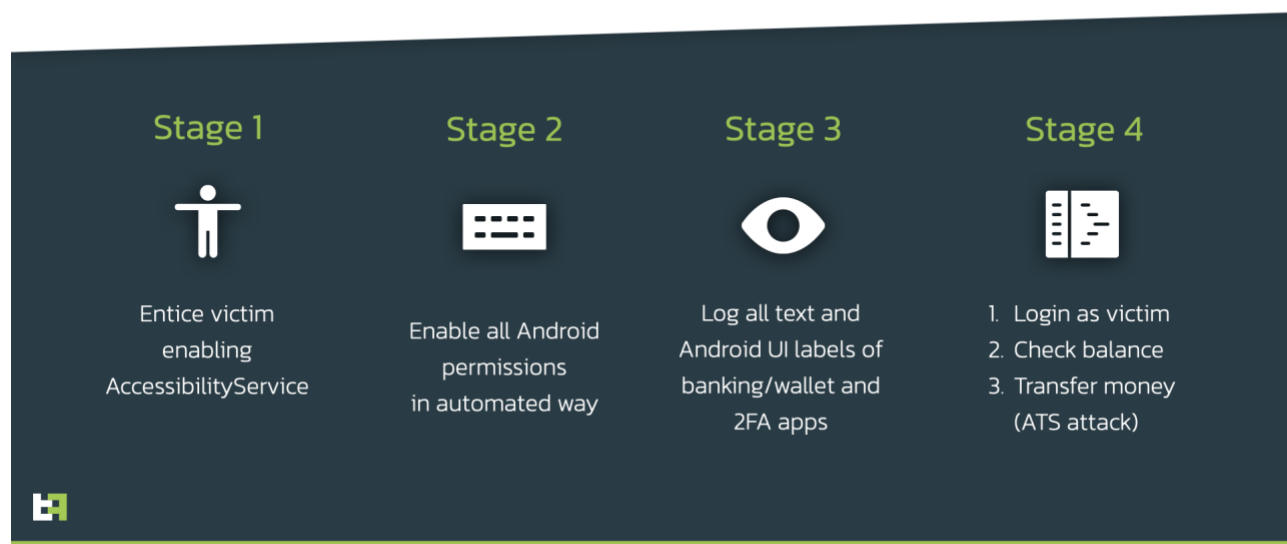 Stage 1
Entice victim
enabling
AccessibilityService
Stage 2
Enable all Android
permissions
in automated way
Stage 3
Log all text and
Android UI labels of
banking/wallet and
2FA apps
Stage 4
1. Login as victim
2. Check balance
3. Transfer money
(ATS attack)